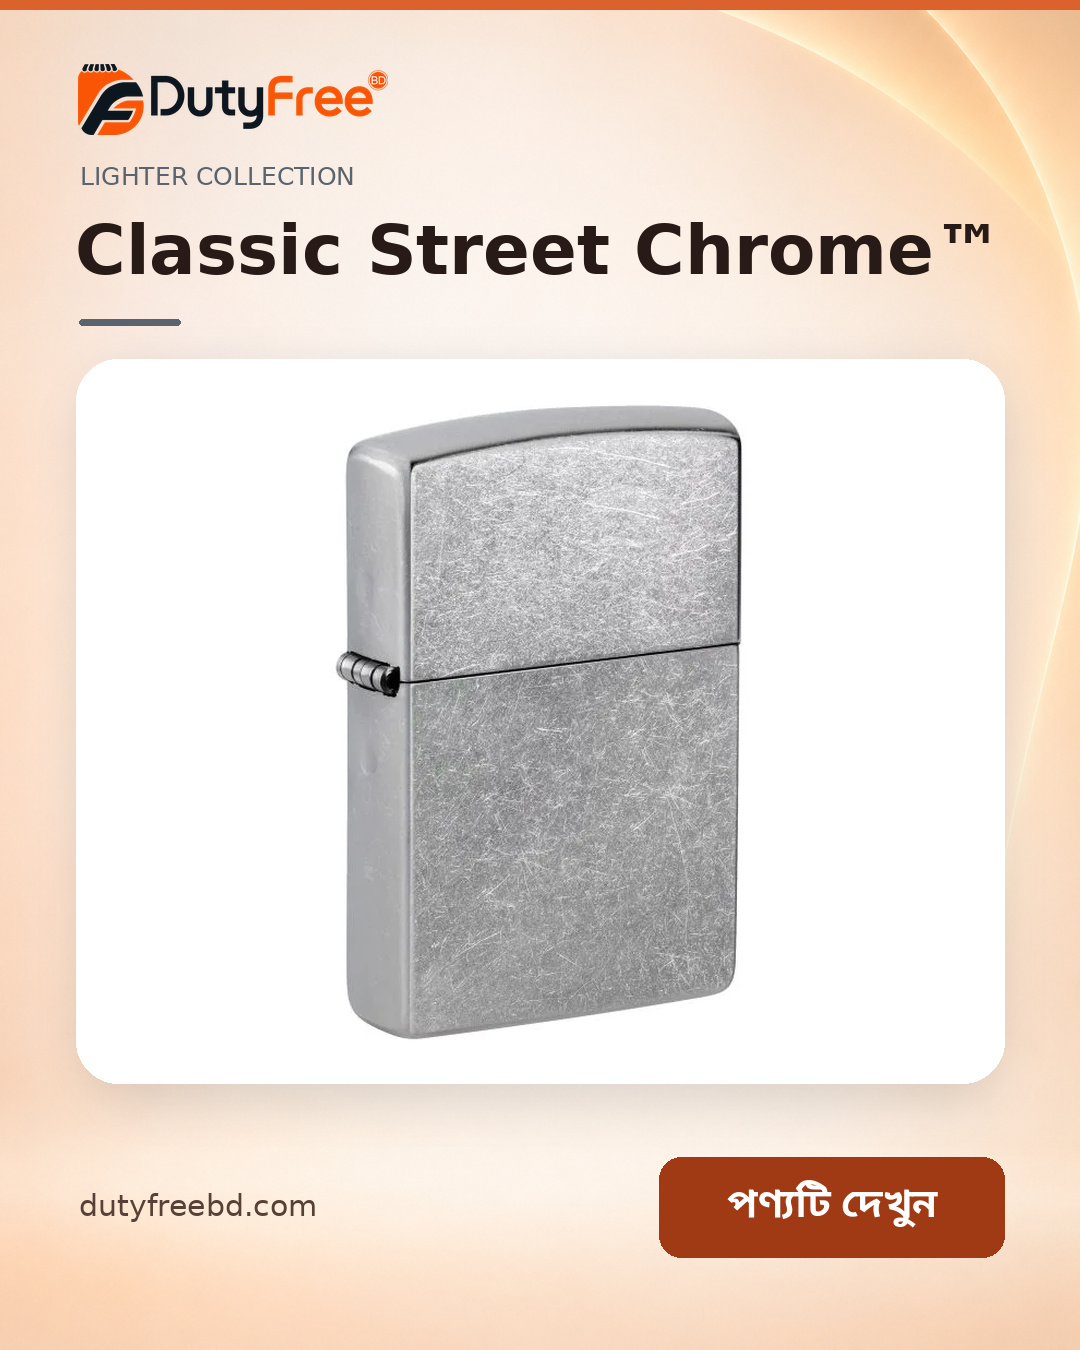 DutyFree BD
LIGHTER COLLECTION
Classic Street Chrome™
dutyfreebd.com
পণ্যটি দেখুন